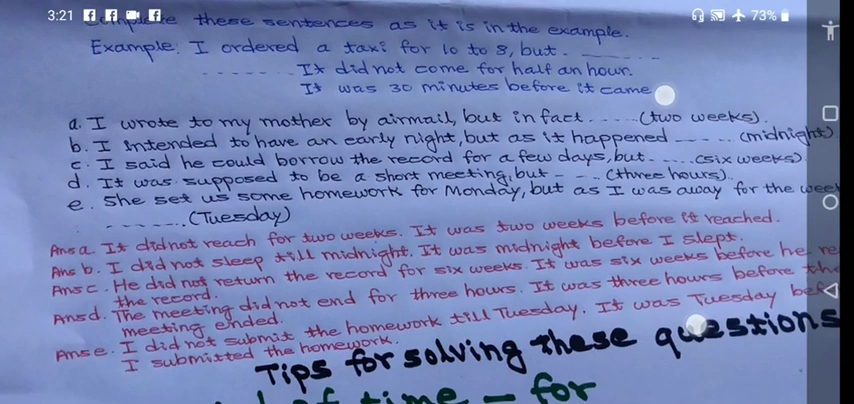 3:21 73%
these sentences as it is in the example.
Example. I ordered a taxi for 10 to 8, but . _____
------ It did not come for half an hour.
It was 30 minutes before it came
a. I wrote to my mother by airmail, but in fact ........ (two weeks).
b. I intended to have an early night, but as it happened ------ (midnight)
c. I said he could borrow the record for a few days, but ...... (six weeks).
d. It was supposed to be a short meeting, but - -- . (three hours).
e. She set us some homework for Monday, but as I was away for the
------- (Tuesday)
Ans a. It didnot reach for two weeks. It was two weeks before it reached.
Ans b. I did not sleep till midnight. It was midnight before I slept.
Ans c. He did not return the record for six weeks. It was six weeks before he
the record.
Ans d. The meeting did not end for three hours. It was three hours before
meeting ended.
Ans e. I did not submit the homework till Tuesday. It was Tuesday
I submitted the homework.
Tips for solving these questions
of time - for